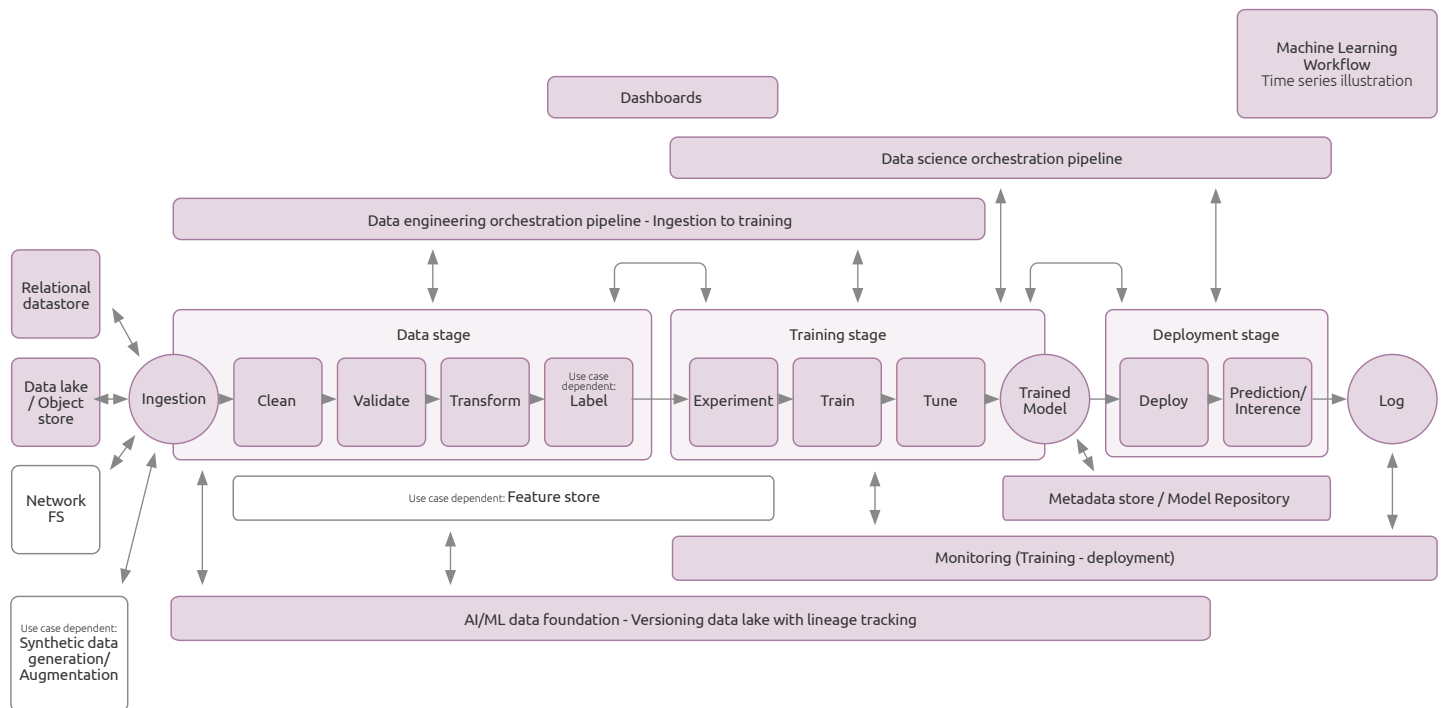 Machine Learning
Workflow
Time series illustration
Dashboards
Data science orchestration pipeline
Data engineering orchestration pipeline - Ingestion to training
Relational
datastore
Data lake
/ Object
store
Network
FS
Use case dependent:
Synthetic data
generation/
Augmentation
Ingestion
Data stage
Clean
Validate
Transform
Use case
dependent:
Label
Training stage
Experiment
Train
Tune
Trained
Model
Deployment stage
Deploy
Prediction/
Interence
Log
Use case dependent: Feature store
Metadata store / Model Repository
Monitoring (Training - deployment)
AI/ML data foundation - Versioning data lake with lineage tracking